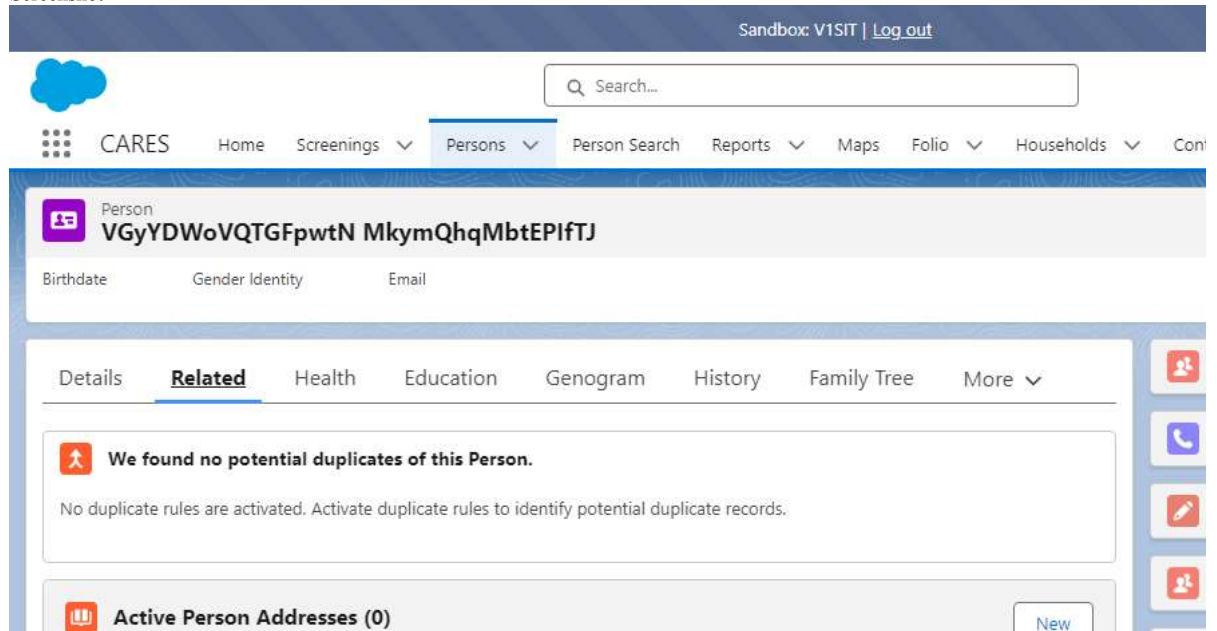 Sandbox: V1SIT | Log out
Search...
CARES Home Screenings Persons Person Search Reports Maps Folio Households Cont
Person
VGyYDWoVQTGFpwtN MkymQhqMbtEPIfTJ
Birthdate Gender Identity Email
Details Related Health Education Genogram History Family Tree More
We found no potential duplicates of this Person.
No duplicate rules are activated. Activate duplicate rules to identify potential duplicate records.
Active Person Addresses (0) New